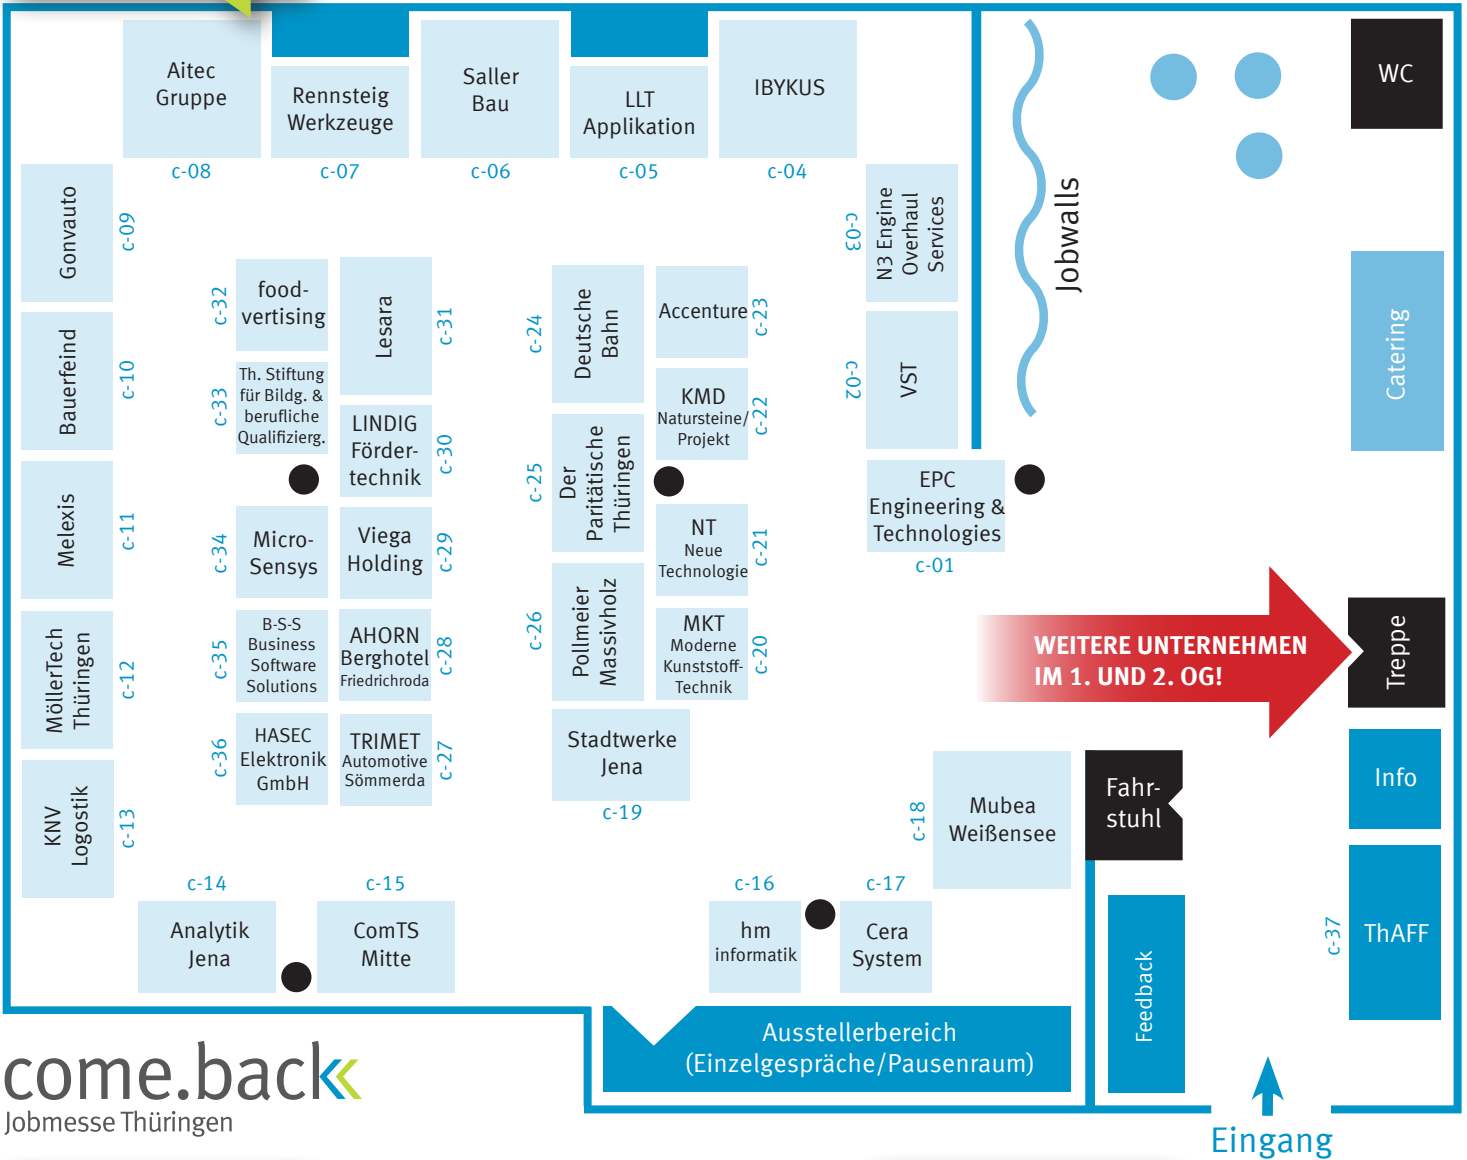 Aitec
Gruppe
c-08
Rennsteig
Werkzeuge
c-07
Saller
Bau
c-06
LLT
Applikation
c-05
IBYKUS
c-04
WC
Gonvauto
c-09
N3 Engine
Overhaul
Services
c-03
Jobwalls
Catering
food-
vertising
c-32
Lesara
c-31
Deutsche
Bahn
c-24
Accenture
c-23
Bauerfeind
c-10
Th. Stiftung
für Bildg. &
berufliche
Qualifizierg.
c-33
LINDIG
Förder-
technik
c-30
KMD
Natursteine/
Projekt
c-22
VST
c-02
Der
Paritätische
Thüringen
c-25
Melexis
c-11
EPC
Engineering &
Technologies
c-01
Micro-
Sensys
c-34
Viega
Holding
c-29
NT
Neue
Technologie
c-21
MöllerTech
Thüringen
c-12
B-S-S
Business
Software
Solutions
c-35
AHORN
Berghotel
Friedrichroda
c-28
Pollmeier
Massivholz
c-26
MKT
Moderne
Kunststoff-
Technik
c-20
WEITERE UNTERNEHMEN
IM 1. UND 2. OG!
Treppe
KNV
Logostik
c-13
HASEC
Elektronik
GmbH
c-36
TRIMET
Automotive
Sömmerda
c-27
Stadtwerke
Jena
c-19
Mubea
Weißensee
c-18
Fahr-
stuhl
Info
c-14
Analytik
Jena
c-15
ComTS
Mitte
c-16
hm
informatik
c-17
Cera
System
ThAFF
c-37
Feedback
Ausstellerbereich
(Einzelgespräche/Pausenraum)
come.back
Jobmesse Thüringen
Eingang